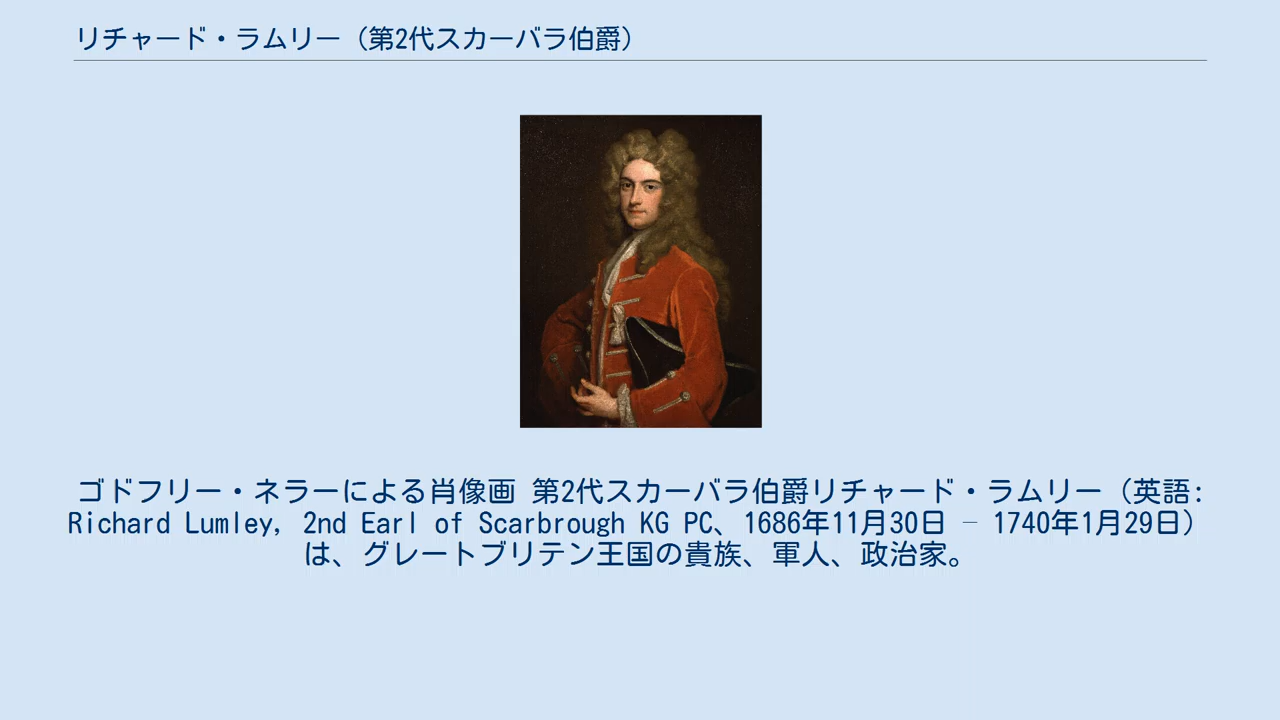 リチャード・ラムリー（第2代スカーバラ伯爵）
ゴドフリー・ネラーによる肖像画 第2代スカーバラ伯爵リチャード・ラムリー（英語:
Richard Lumley, 2nd Earl of Scarbrough KG PC、1686年11月30日 – 1740年1月29日）
は、グレートブリテン王国の貴族、軍人、政治家。